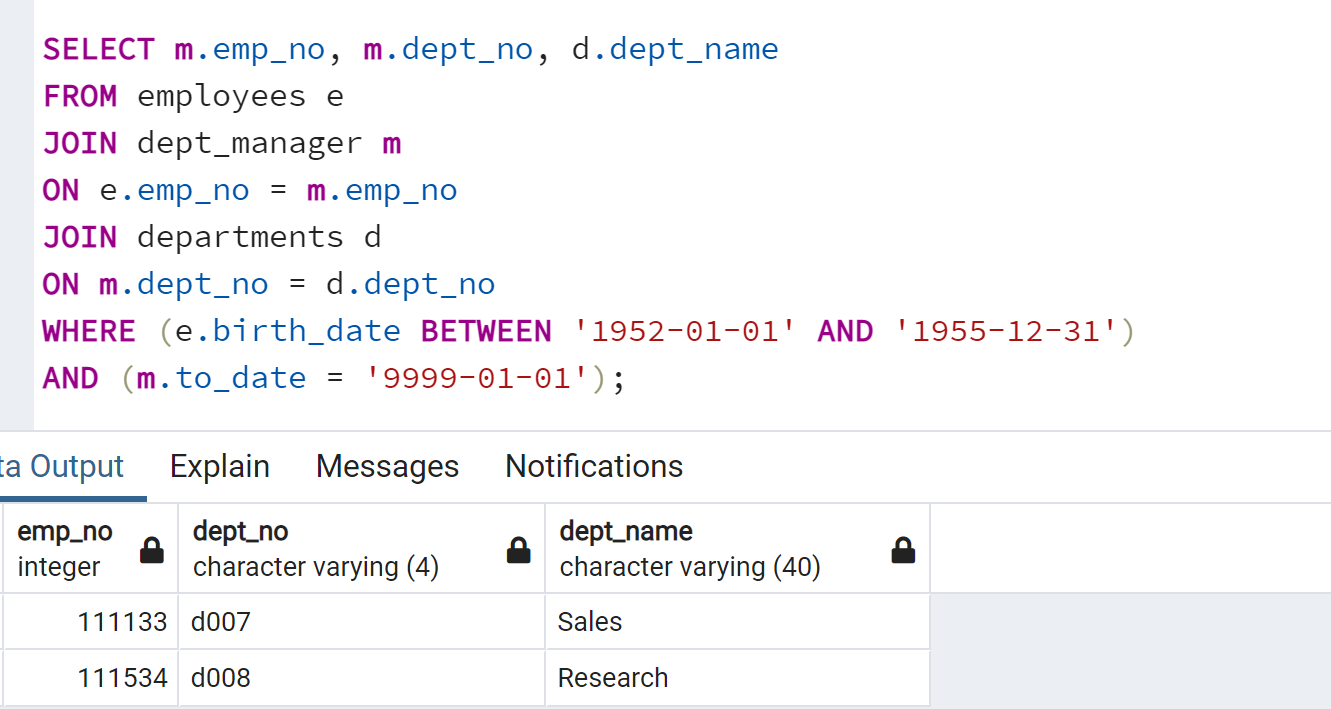 SELECT m.emp_no, m.dept_no, d.dept_name
FROM employees e
JOIN dept_manager m
ON e.emp_no = m.emp_no
JOIN departments d
ON m.dept_no = d.dept_no
WHERE (e.birth_date BETWEEN '1952-01-01' AND '1955-12-31')
AND (m.to_date = '9999-01-01');
ta Output Explain Messages Notifications
emp_no dept_no dept_name
integer character varying (4) character varying (40)
111133 d007 Sales
111534 d008 Research